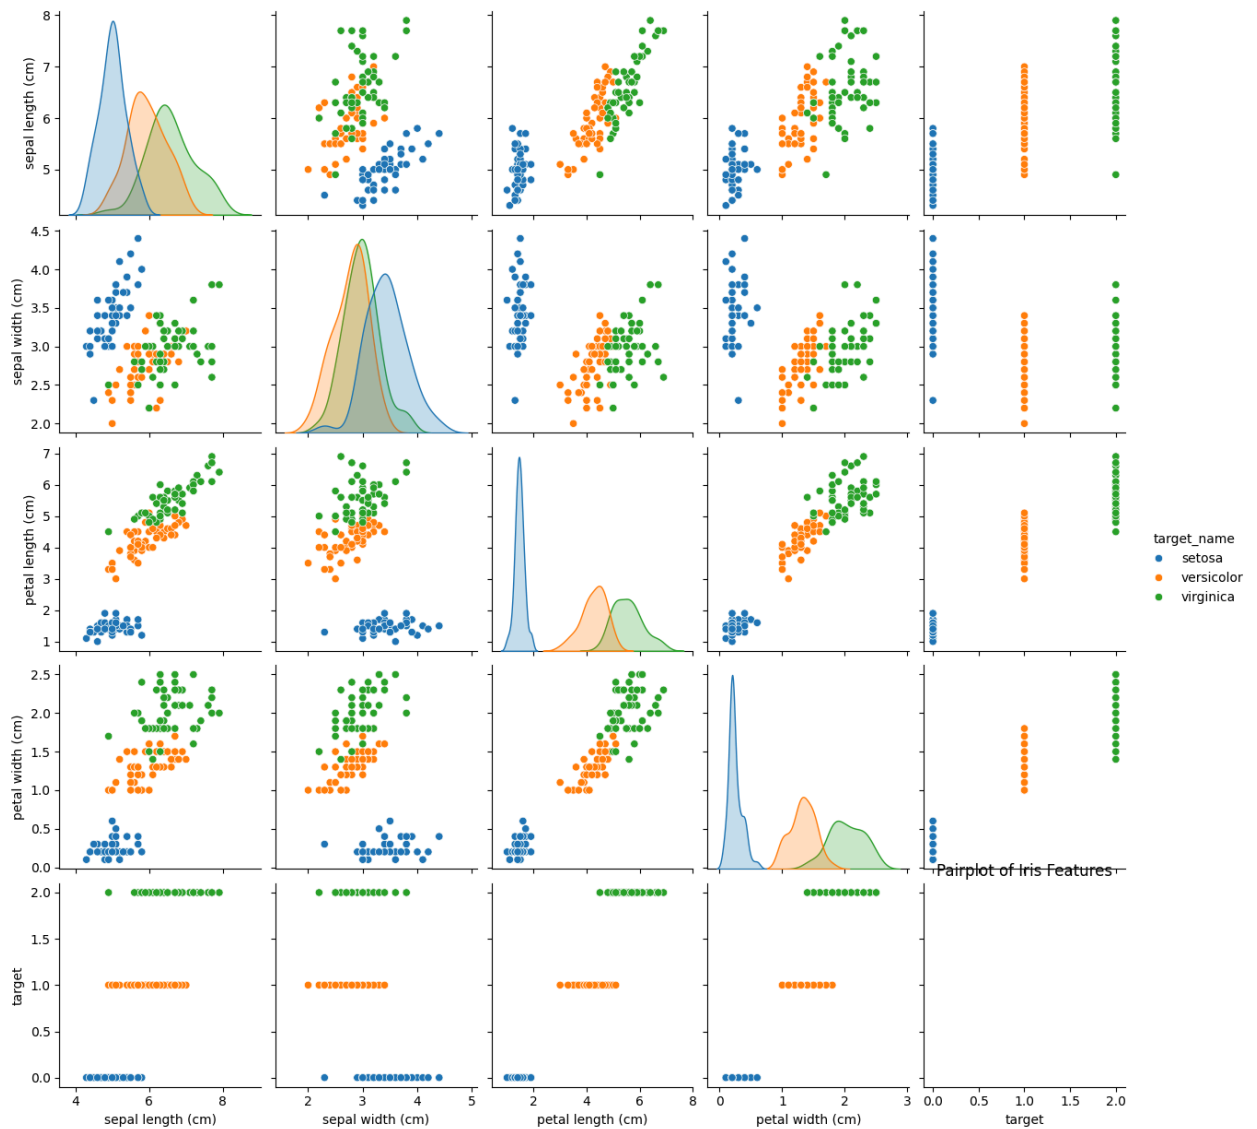 8
7
6
5
sepal length (cm)
4.5
4.0
3.5
3.0
2.5
2.0
sepal width (cm)
7
6
5
4
3
2
1
petal length (cm)
target_name
setosa
versicolor
virginica
2.5
2.0
1.5
1.0
0.5
0.0
petal width (cm)
Pairplot of Iris Features
2.0
1.5
1.0
0.5
0.0
target
4 6 8
sepal length (cm)
2 3 4 5
sepal width (cm)
2 4 6 8
petal length (cm)
0 1 2 3
petal width (cm)
0.0 0.5 1.0 1.5 2.0
target